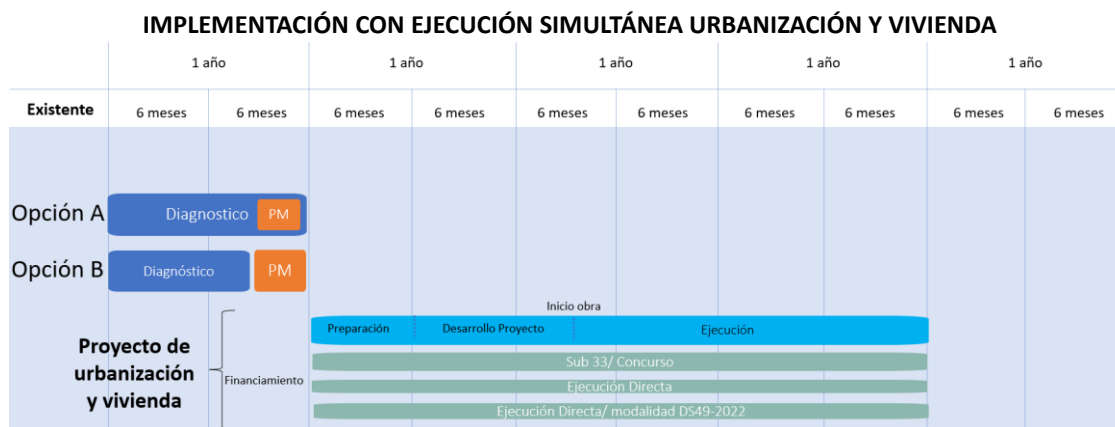 IMPLEMENTACIÓN CON EJECUCIÓN SIMULTÁNEA URBANIZACIÓN Y VIVIENDA
1 año 1 año 1 año 1 año 1 año
Existente 6 meses 6 meses 6 meses 6 meses 6 meses 6 meses 6 meses 6 meses 6 meses 6 meses
Opción A Diagnostico PM
Opción B Diagnóstico PM
Inicio obra
Preparación Desarrollo Proyecto Ejecución
Proyecto de
urbanización
y vivienda
Financiamiento
Sub 33/ Concurso
Ejecución Directa
Ejecución Directa/ modalidad DS49-2022